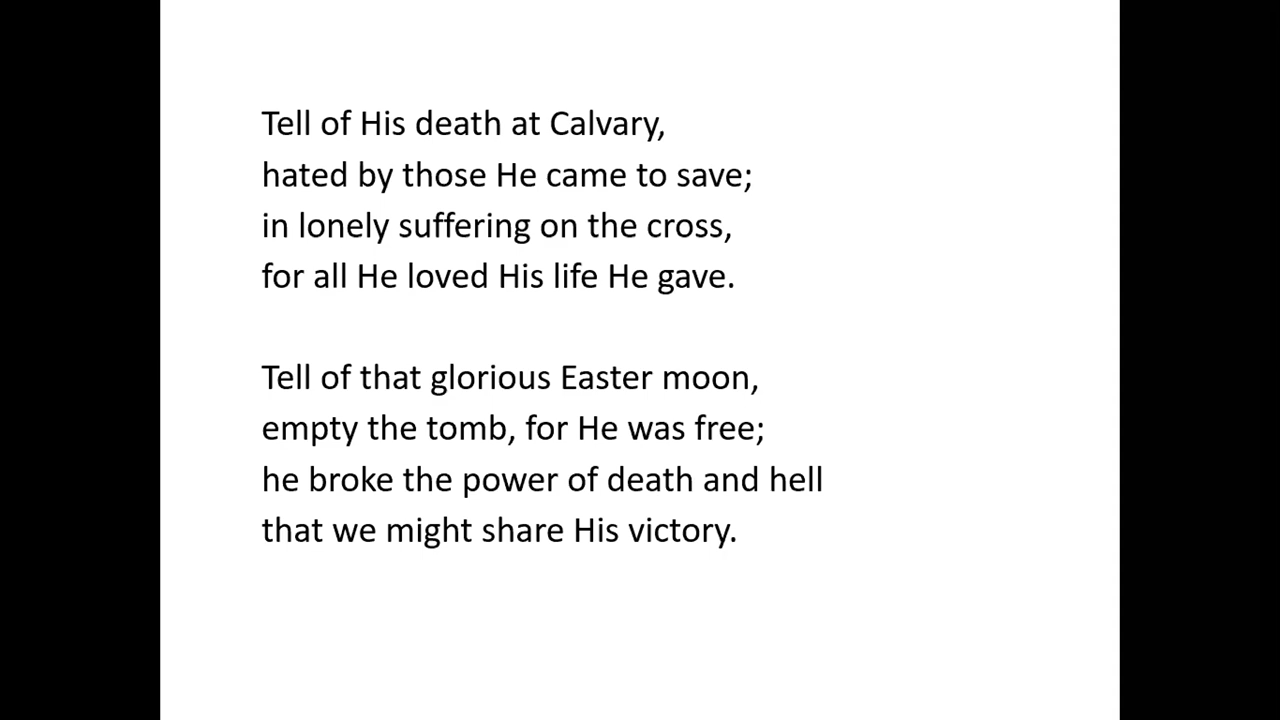 Tell of His death at Calvary,
hated by those He came to save;
in lonely suffering on the cross,
for all He loved His life He gave.
Tell of that glorious Easter moon,
empty the tomb, for He was free;
he broke the power of death and hell
that we might share His victory.